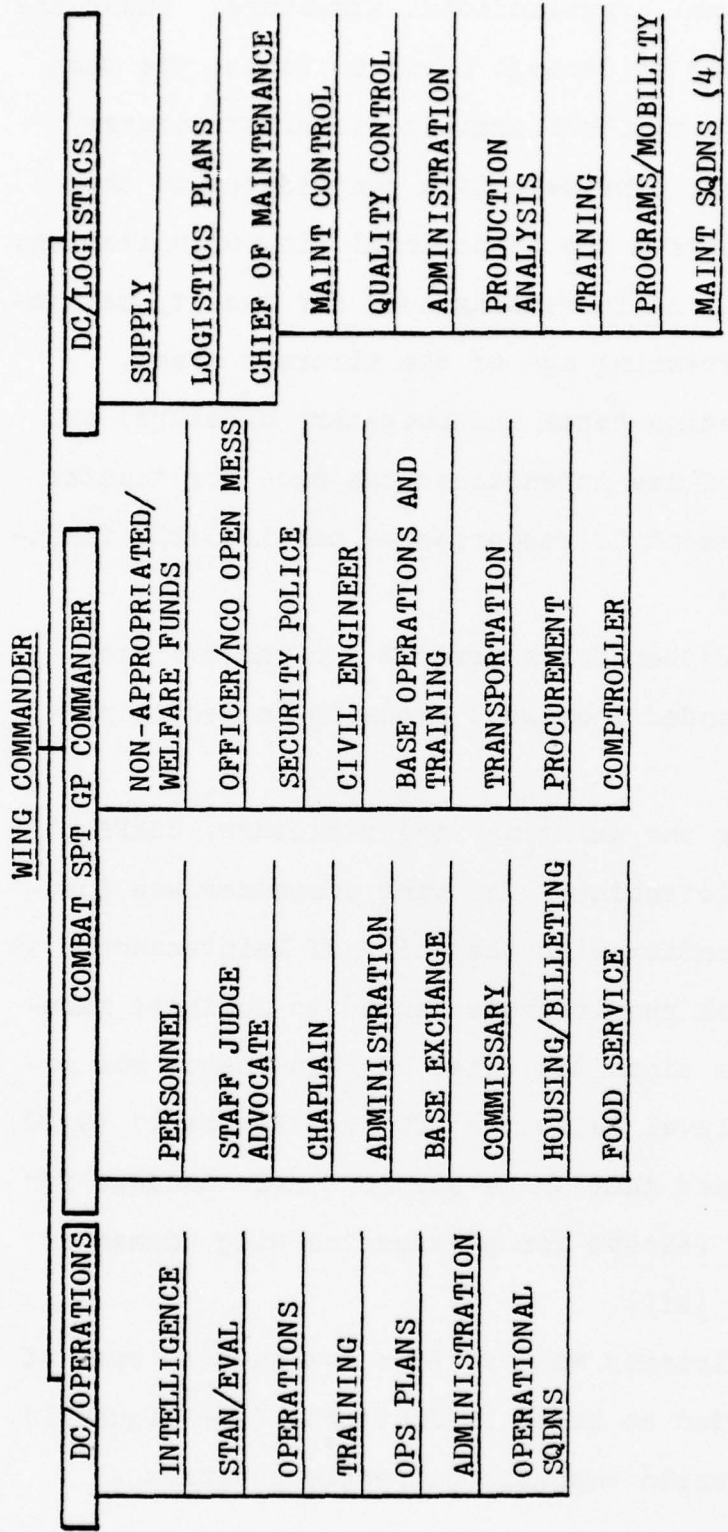 WING COMMANDER
DC/OPERATIONS
INTELLIGENCE
STAN/EVAL
OPERATIONS
TRAINING
OPS PLANS
ADMINISTRATION
OPERATIONAL
SQDNS
COMBAT SPT GP COMMANDER
PERSONNEL
STAFF JUDGE
ADVOCATE
CHAPLAIN
ADMINISTRATION
BASE EXCHANGE
COMMISSARY
HOUSING/BILLETING
FOOD SERVICE
NON-APPROPRIATED/
WELFARE FUNDS
OFFICER/NCO OPEN MESS
SECURITY POLICE
CIVIL ENGINEER
BASE OPERATIONS AND
TRAINING
TRANSPORTATION
PROCUREMENT
COMPTROLLER
DC/LOGISTICS
SUPPLY
LOGISTICS PLANS
CHIEF OF MAINTENANCE
MAINT CONTROL
QUALITY CONTROL
ADMINISTRATION
PRODUCTION
ANALYSIS
TRAINING
PROGRAMS/MOBILITY
MAINT SQDNS (4)